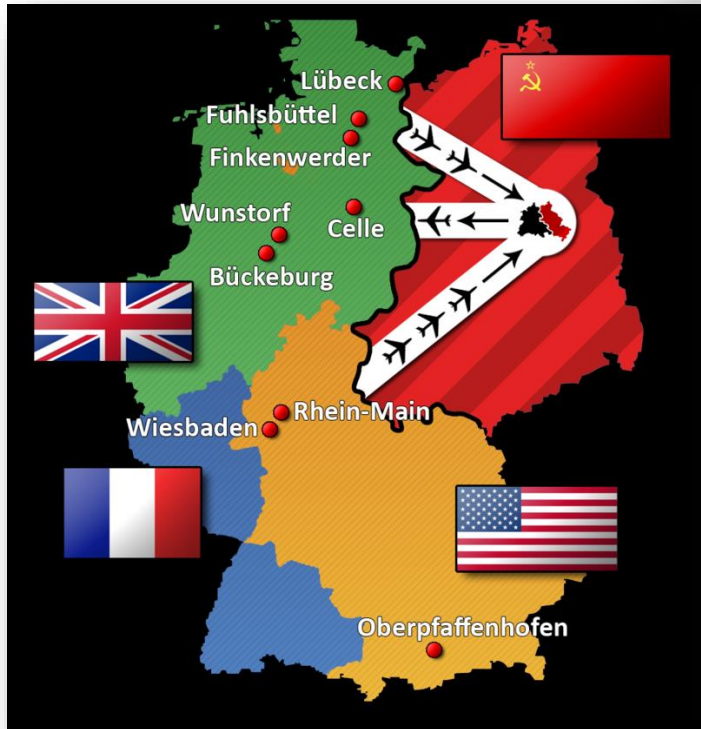 Lübeck
Fuhlsbüttel
Finkenwerder
Wunstorf
Celle
Bückeburg
Rhein-Main
Wiesbaden
Oberpfaffenhofen